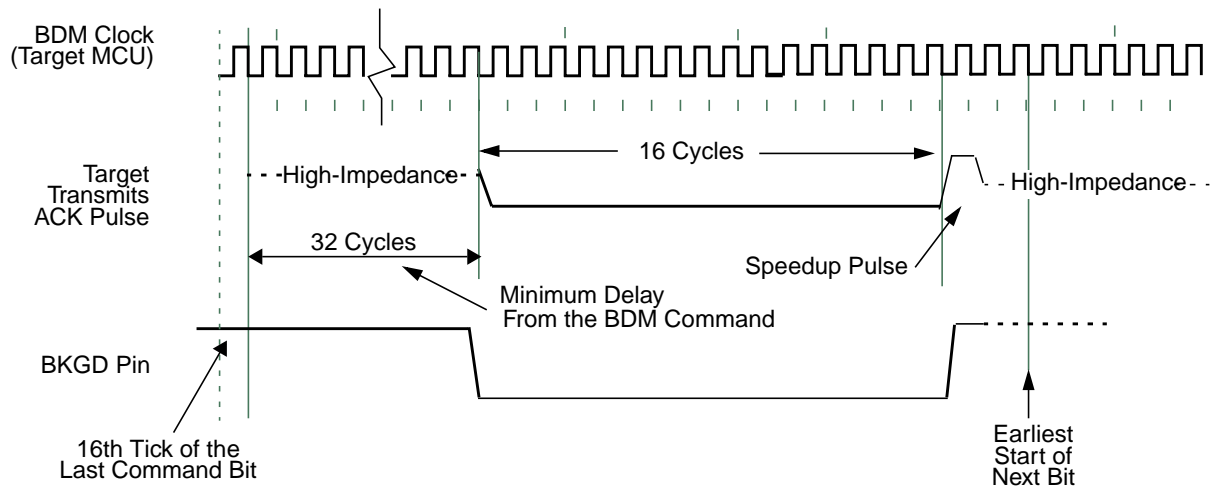 BDM Clock
(Target MCU)
16 Cycles
Target
Transmits
ACK Pulse
High-Impedance
High-Impedance
32 Cycles
Speedup Pulse
Minimum Delay
From the BDM Command
BKGD Pin
16th Tick of the
Last Command Bit
Earliest
Start of
Next Bit